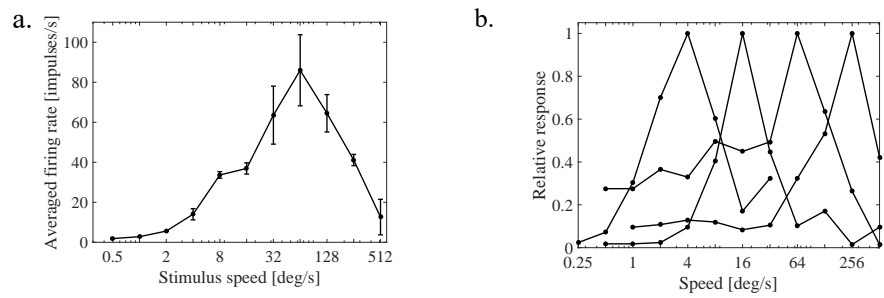 a.
Averaged firing rate [impulses/s]
100
80
60
40
20
0
0.5 2 8 32 128 512
Stimulus speed [deg/s]
b.
Relative response
1
0.8
0.6
0.4
0.2
0
0.25 1 4 16 64 256
Speed [deg/s]